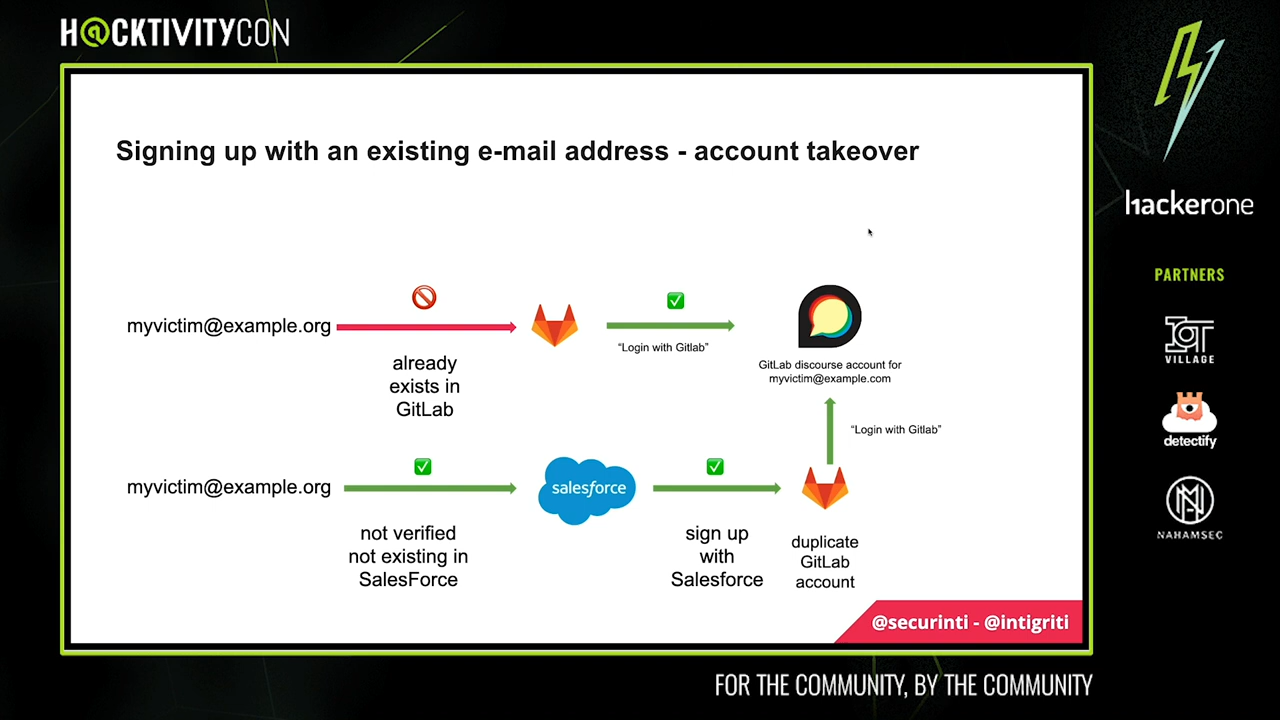 H@CKTIVITYCON
Signing up with an existing e-mail address - account takeover
myvictim@example.org
already
exists in
GitLab
“Login with Gitlab”
GitLab discourse account for
myvictim@example.com
“Login with Gitlab”
myvictim@example.org
not verified
not existing in
SalesForce
salesforce
sign up
with
Salesforce
duplicate
GitLab
account
@securinti - @intigriti
hackerone
PARTNERS
IOT
VILLAGE
detectify
NAHAMSEC
FOR THE COMMUNITY, BY THE COMMUNITY